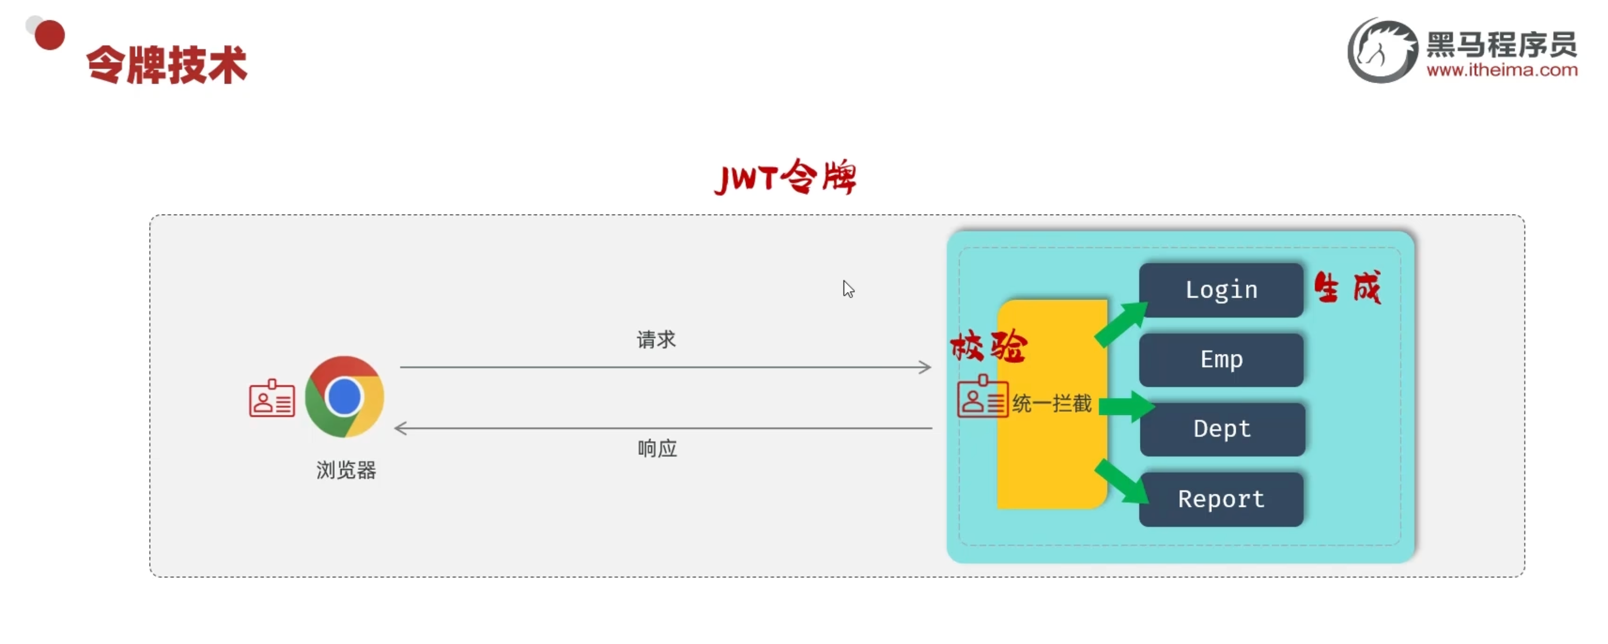 令牌技术
黑马程序员
www.itheima.com
JWT令牌
请求
响应
浏览器
校验
统一拦截
Login
生成
Emp
Dept
Report